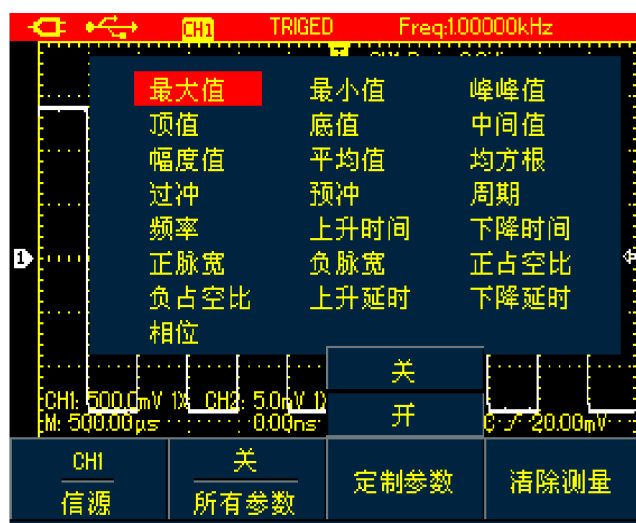 CH1 TRIGED Freq:1.00000kHz
最大值 最小值 峰峰值
顶值 底值 中间值
幅度值 平均值 均方根
过冲 预冲 周期
频率 上升时间 下降时间
正脉宽 负脉宽 正占空比
负占空比 上升延时 下降延时
相位
1
关
CH1: 500.0mV 1X CH2: 5.0mV 1X
开
M: 500.00μs 0.00ns 20.00mV
CH1 关
定制参数 清除测量
信源 所有参数